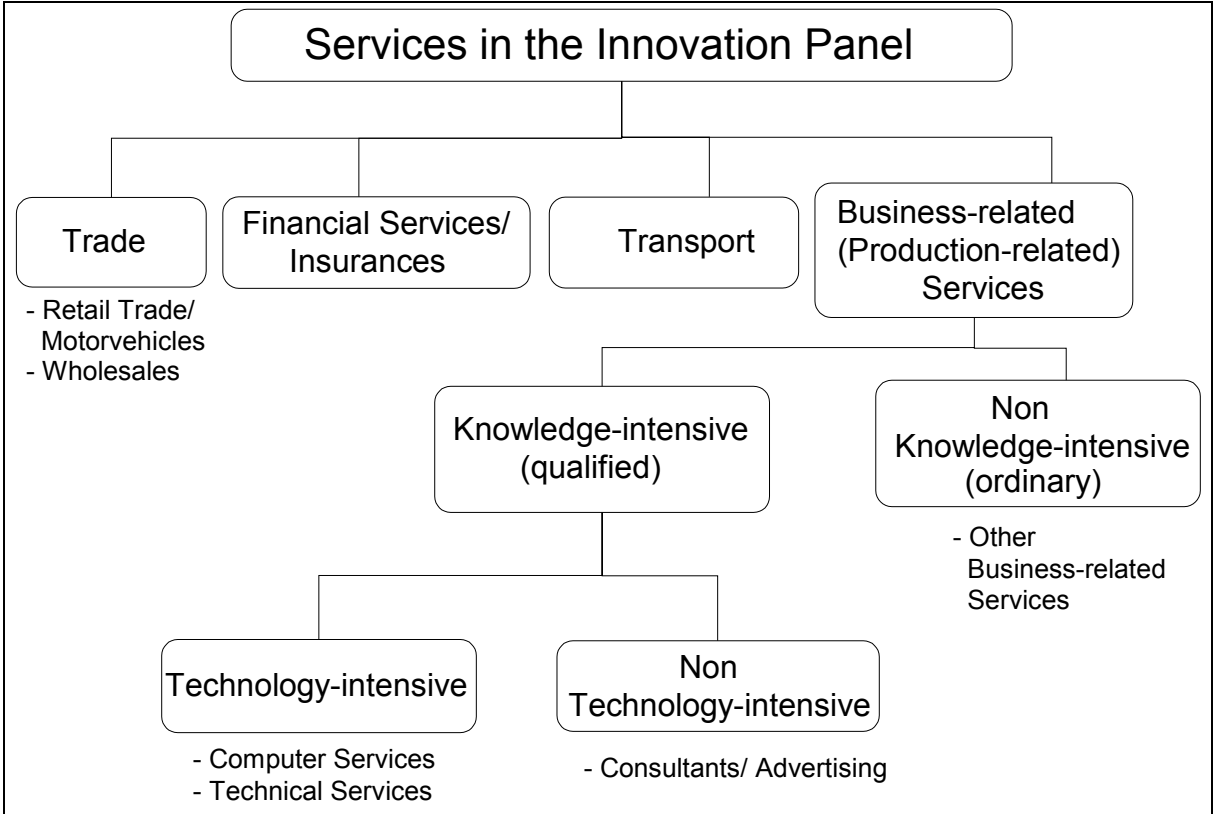 Services in the Innovation Panel
Trade
Financial Services/
Insurances
Transport
Business-related
(Production-related)
Services
- Retail Trade/
Motorvehicles
- Wholesales
Knowledge-intensive
(qualified)
Non
Knowledge-intensive
(ordinary)
- Other
Business-related
Services
Technology-intensive
Non
Technology-intensive
- Computer Services
- Technical Services
- Consultants/ Advertising